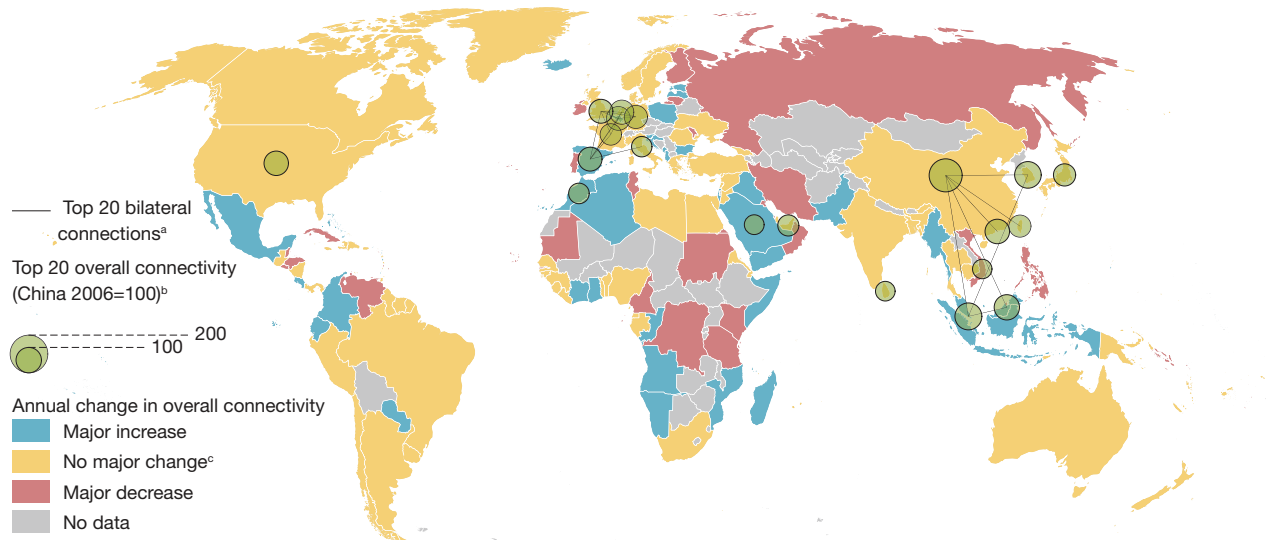 Top 20 bilateral
connectionsᵃ
Top 20 overall connectivity
(China 2006=100)ᵇ
200
100
Annual change in overall connectivity
Major increase
No major changeᶜ
Major decrease
No data